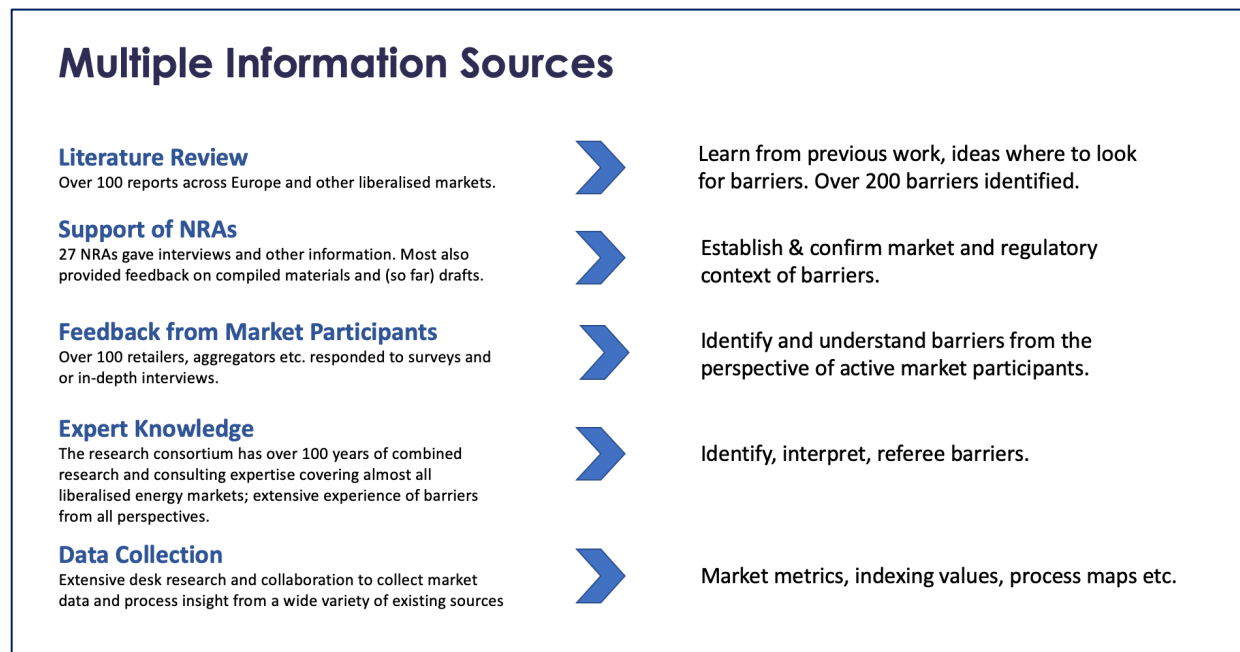 Multiple Information Sources
Literature Review
Over 100 reports across Europe and other liberalised markets.
Learn from previous work, ideas where to look
for barriers. Over 200 barriers identified.
Support of NRAs
27 NRAs gave interviews and other information. Most also
provided feedback on compiled materials and (so far) drafts.
Establish & confirm market and regulatory
context of barriers.
Feedback from Market Participants
Over 100 retailers, aggregators etc. responded to surveys and
or in-depth interviews.
Identify and understand barriers from the
perspective of active market participants.
Expert Knowledge
The research consortium has over 100 years of combined
research and consulting expertise covering almost all
liberalised energy markets; extensive experience of barriers
from all perspectives.
Identify, interpret, referee barriers.
Data Collection
Extensive desk research and collaboration to collect market
data and process insight from a wide variety of existing sources
Market metrics, indexing values, process maps etc.